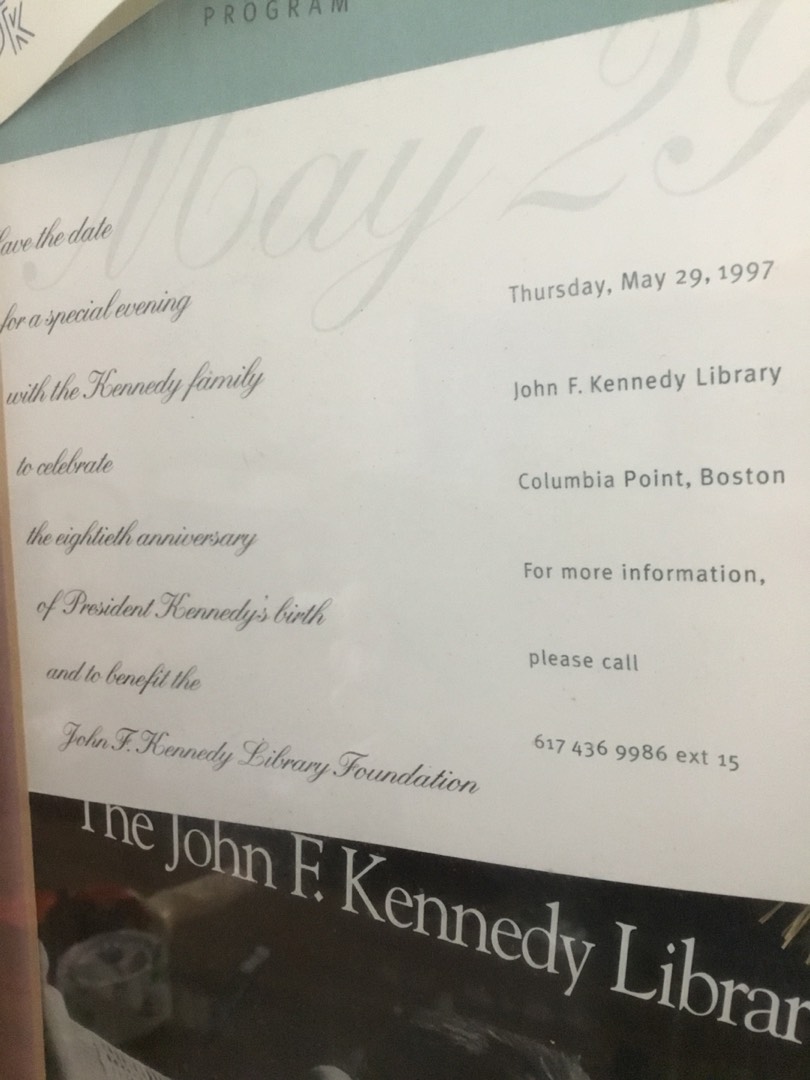 PROGRAM
May 29
ave the date
for a special evening
with the Kennedy family
to celebrate
the eightieth anniversary
of President Kennedy's birth
and to benefit the
John F. Kennedy Library Foundation
Thursday, May 29, 1997
John F. Kennedy Library
Columbia Point, Boston
For more information,
please call
617 436 9986 ext 15
The John F. Kennedy Librar